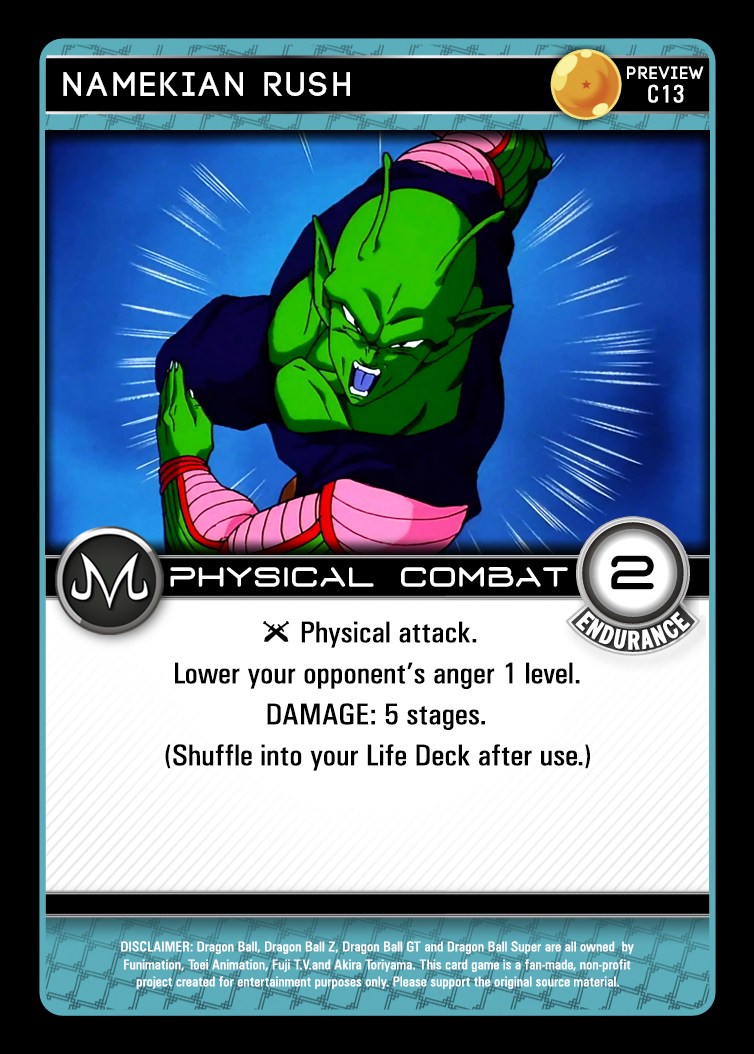 NAMEKIAN RUSH
PREVIEW
C13
PHYSICAL COMBAT
2
ENDURANCE
Physical attack.
Lower your opponent's anger 1 level.
DAMAGE: 5 stages.
(Shuffle into your Life Deck after use.)
DISCLAIMER: Dragon Ball, Dragon Ball Z, Dragon Ball GT and Dragon Ball Super are all owned by
Funimation, Toei Animation, Fuji T.V.and Akira Toriyama. This card game is a fan-made, non-profit
project created for entertainment purposes only. Please support the original source material.